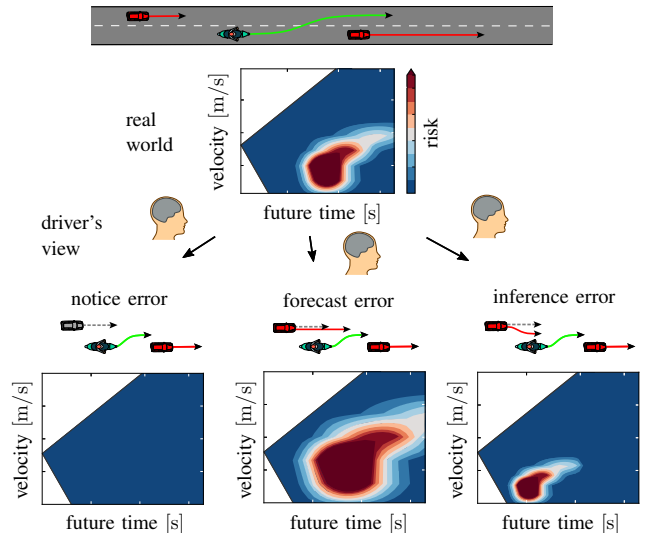 real
world
velocity [m/s]
risk
future time [s]
driver's
view
notice error
forecast error
inference error
velocity [m/s]
velocity [m/s]
velocity [m/s]
future time [s]
future time [s]
future time [s]